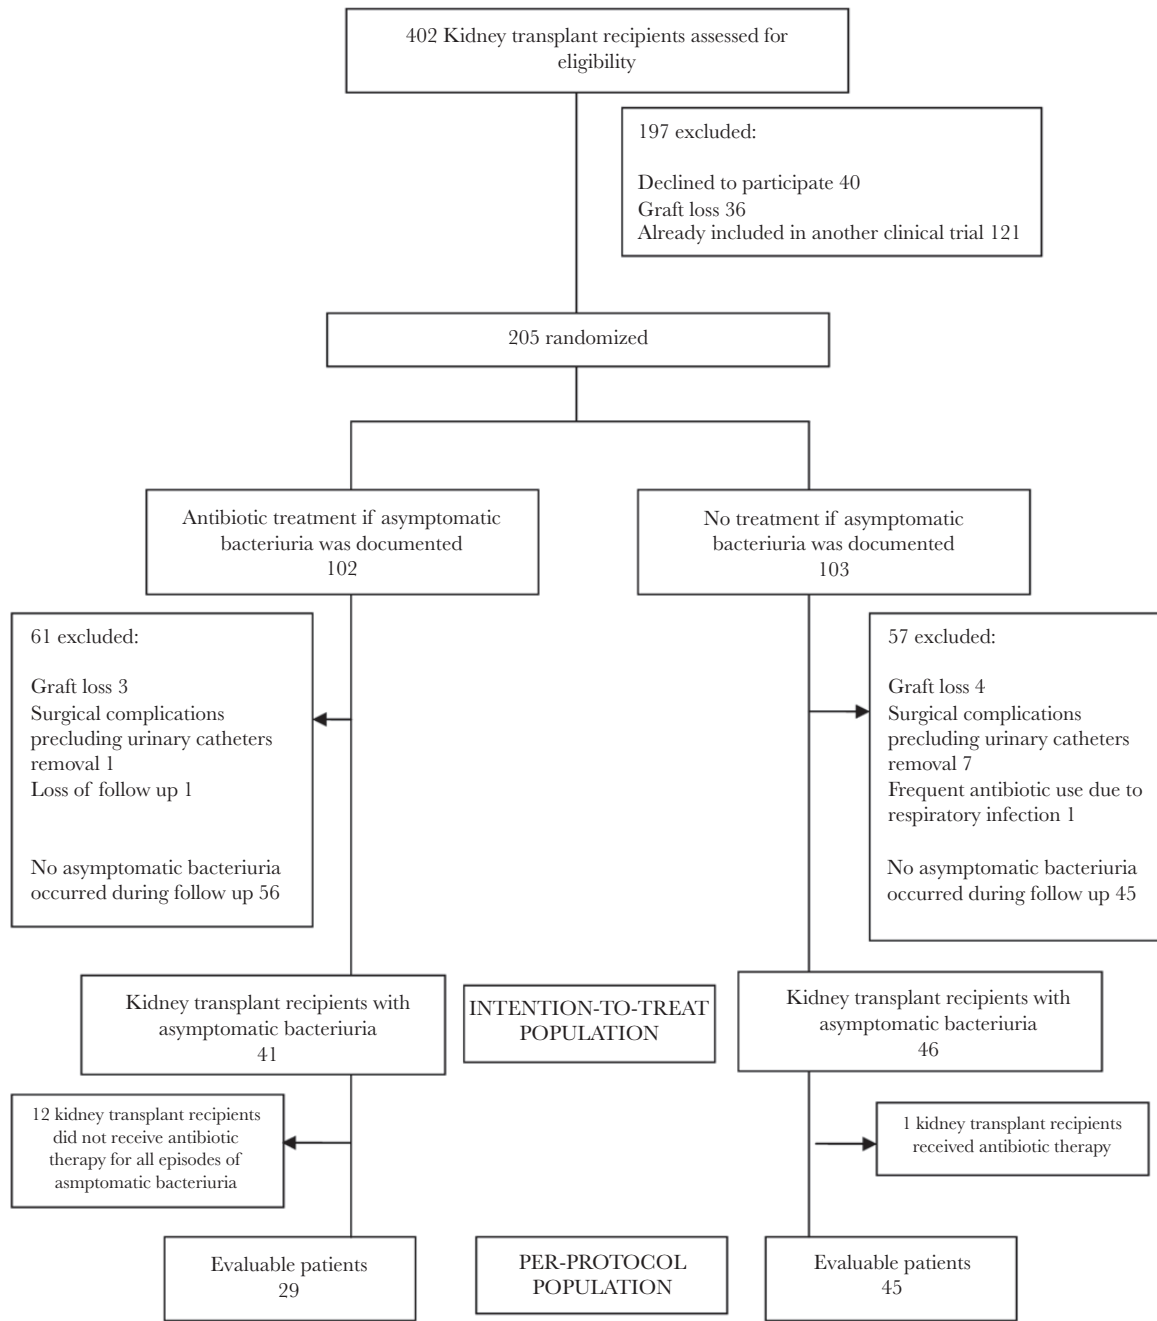 402 Kidney transplant recipients assessed for
eligibility
197 excluded:
Declined to participate 40
Graft loss 36
Already included in another clinical trial 121
205 randomized
Antibiotic treatment if asymptomatic
bacteriuria was documented
102
No treatment if asymptomatic
bacteriuria was documented
103
61 excluded:
Graft loss 3
Surgical complications
precluding urinary catheters
removal 1
Loss of follow up 1
No asymptomatic bacteriuria
occurred during follow up 56
57 excluded:
Graft loss 4
Surgical complications
precluding urinary catheters
removal 7
Frequent antibiotic use due to
respiratory infection 1
No asymptomatic bacteriuria
occurred during follow up 45
Kidney transplant recipients with
asymptomatic bacteriuria
41
INTENTION-TO-TREAT
POPULATION
Kidney transplant recipients with
asymptomatic bacteriuria
46
12 kidney transplant recipients
did not receive antibiotic
therapy for all episodes of
asmptomatic bacteriuria
1 kidney transplant recipients
received antibiotic therapy
Evaluable patients
29
PER-PROTOCOL
POPULATION
Evaluable patients
45